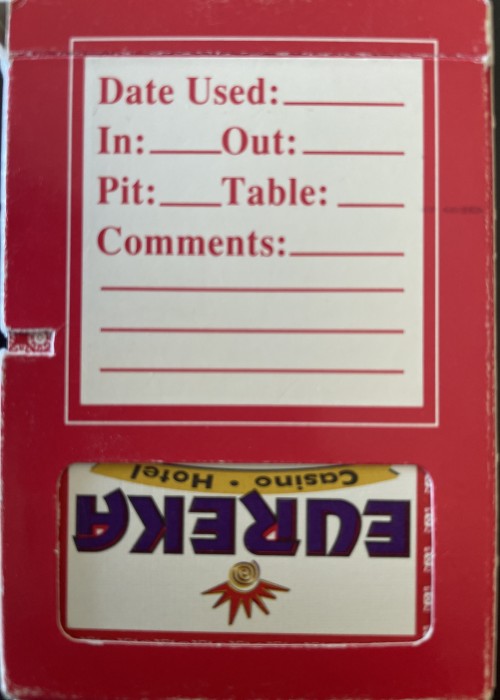 Date Used:
In: Out:
Pit: Table:
Comments:
EUREKA
Casino • Hotel